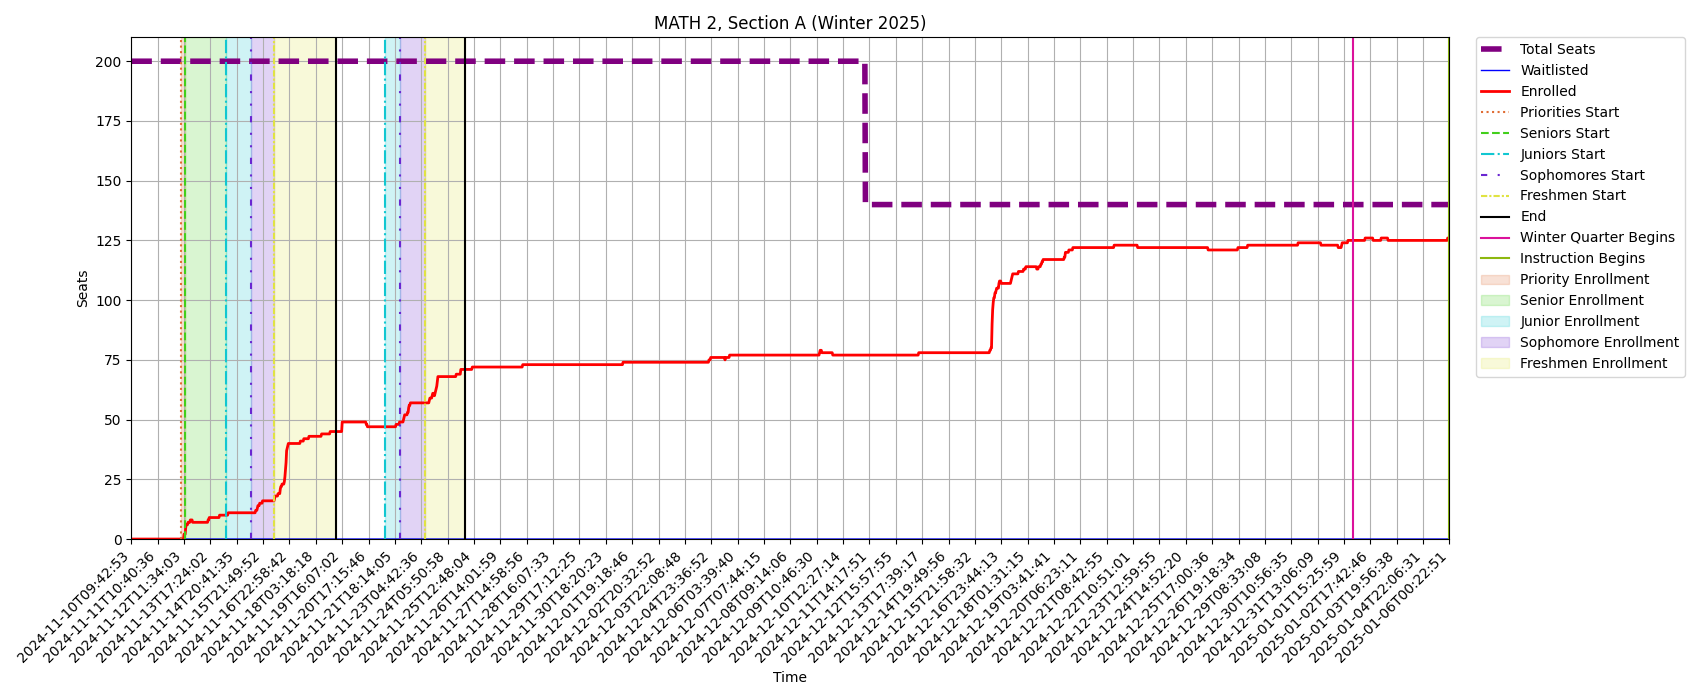 MATH 2, Section A (Winter 2025)
Seats
200
175
150
125
100
75
50
25
0
2024-11-10T09:42:53
2024-11-11T10:40:36
2024-11-12T11:34:03
2024-11-13T17:24:02
2024-11-14T20:41:35
2024-11-15T21:49:52
2024-11-16T22:58:42
2024-11-18T03:18:18
2024-11-19T16:07:02
2024-11-20T17:15:46
2024-11-21T18:14:05
2024-11-23T04:42:36
2024-11-24T05:50:58
2024-11-25T12:48:04
2024-11-26T14:01:59
2024-11-27T14:58:56
2024-11-28T16:07:33
2024-11-29T17:12:25
2024-11-30T18:20:23
2024-12-01T19:18:46
2024-12-02T20:32:52
2024-12-03T22:08:48
2024-12-04T23:36:52
2024-12-06T03:39:40
2024-12-07T07:44:15
2024-12-08T09:14:06
2024-12-09T10:46:30
2024-12-10T12:27:14
2024-12-11T14:17:51
2024-12-12T15:57:55
2024-12-13T17:39:17
2024-12-14T19:49:56
2024-12-15T21:58:32
2024-12-16T23:44:13
2024-12-18T01:31:15
2024-12-19T03:41:41
2024-12-20T06:23:11
2024-12-21T08:42:55
2024-12-22T10:51:01
2024-12-23T12:59:55
2024-12-24T14:52:20
2024-12-25T17:00:36
2024-12-26T19:18:34
2024-12-29T08:33:08
2024-12-30T10:56:35
2024-12-31T13:06:09
2025-01-01T15:25:59
2025-01-02T17:42:46
2025-01-03T19:56:38
2025-01-04T22:06:31
2025-01-06T00:22:51
Time
Total Seats
Waitlisted
Enrolled
Priorities Start
Seniors Start
Juniors Start
Sophomores Start
Freshmen Start
End
Winter Quarter Begins
Instruction Begins
Priority Enrollment
Senior Enrollment
Junior Enrollment
Sophomore Enrollment
Freshmen Enrollment